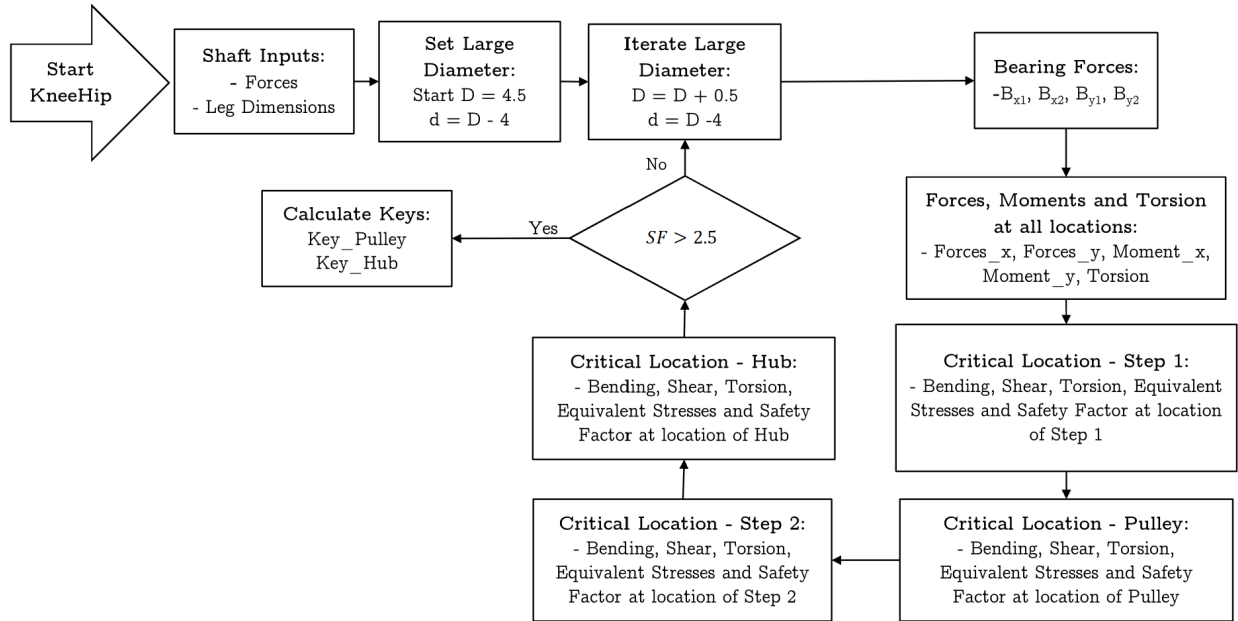 Start
KneeHip
Shaft Inputs:
- Forces
- Leg Dimensions
Set Large
Diameter:
Start D = 4.5
d = D - 4
Iterate Large
Diameter:
D = D + 0.5
d = D -4
Bearing Forces:
-Bx1, Bx2, By1, By2
Forces, Moments and Torsion
at all locations:
- Forces_x, Forces_y, Moment_x,
Moment_y, Torsion
Critical Location - Step 1:
- Bending, Shear, Torsion, Equivalent
Stresses and Safety Factor at location
of Step 1
Critical Location - Pulley:
- Bending, Shear, Torsion,
Equivalent Stresses and Safety
Factor at location of Pulley
Critical Location - Step 2:
- Bending, Shear, Torsion,
Equivalent Stresses and Safety
Factor at location of Step 2
Critical Location - Hub:
- Bending, Shear, Torsion,
Equivalent Stresses and Safety
Factor at location of Hub
SF > 2.5
No
Yes
Calculate Keys:
Key_Pulley
Key_Hub